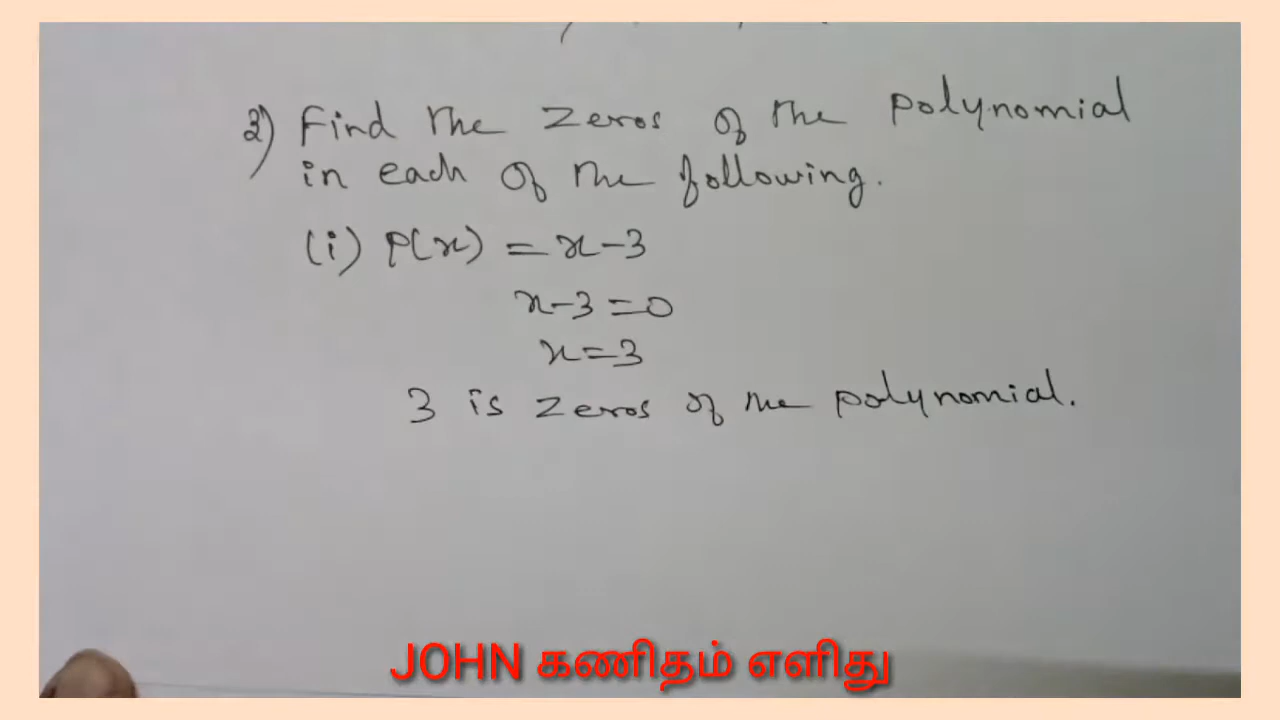 2) Find the zeros of the polynomial
in each of the following.
(i) P(x) = x-3
x-3=0
x=3
3 is zeros of the polynomial.
JOHN கணிதம் எளிது